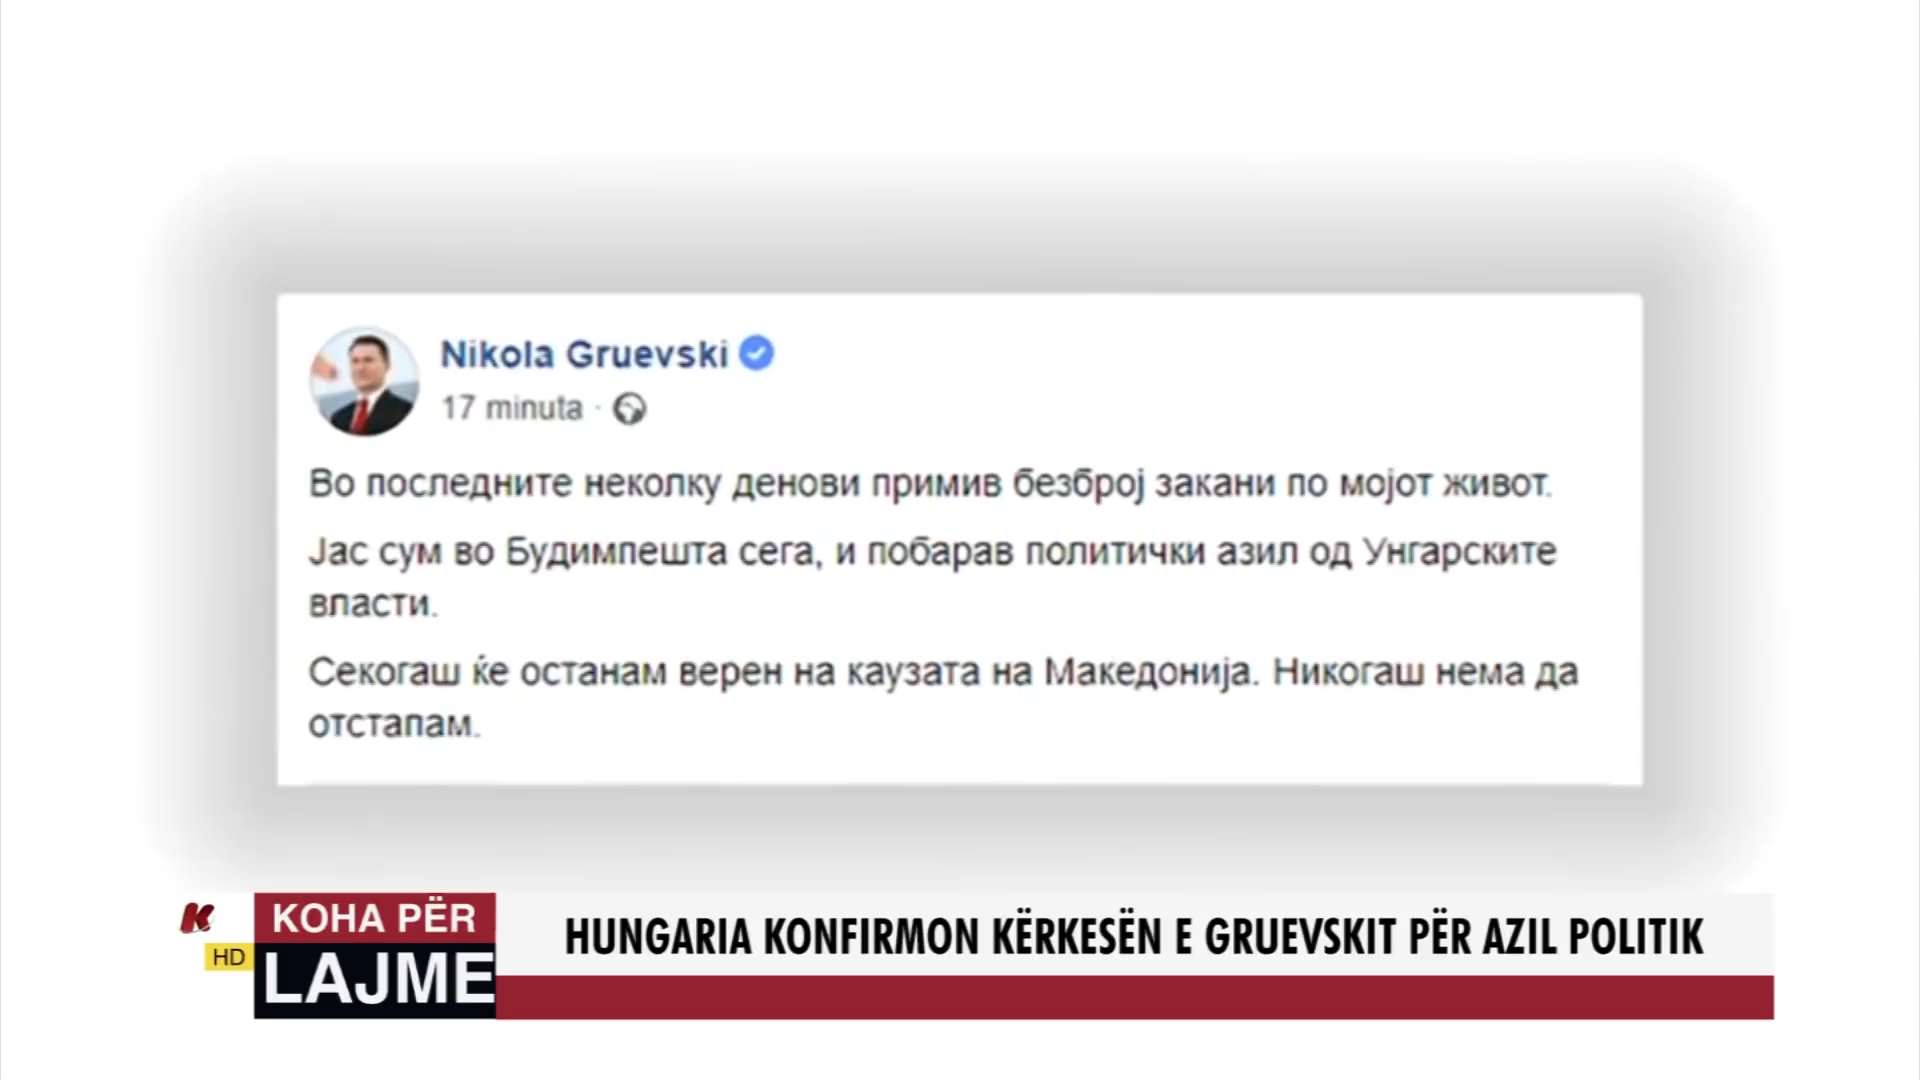 Nikola Gruevski
17 minuta ·
Во последните неколку денови примив безброј закани по мојот живот.
Јас сум во Будимпешта сега, и побарав политички азил од Унгарските
власти.
Секогаш ќе останам верен на каузата на Македонија. Никогаш нема да
отстапам.
K
HD
KOHA PËR
LAJME
HUNGARIA KONFIRMON KËRKESËN E GRUEVSKIT PËR AZIL POLITIK